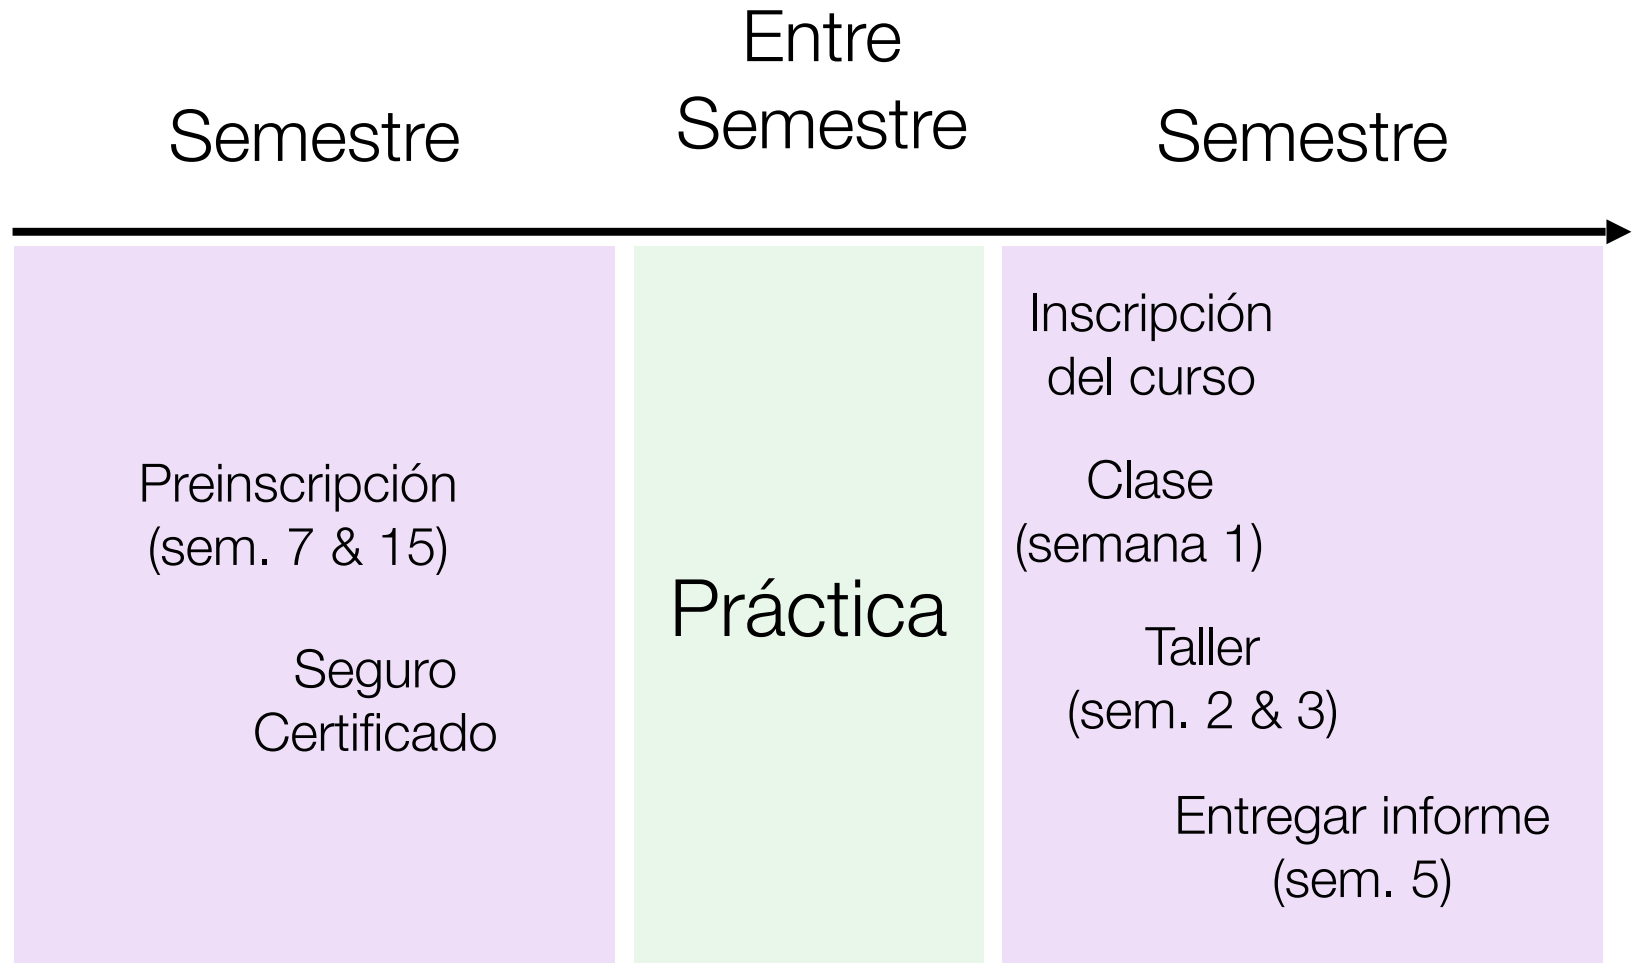 Semestre
Entre
Semestre
Semestre
Preinscripción
(sem. 7 & 15)
Seguro
Certificado
Práctica
Inscripción
del curso
Clase
(semana 1)
Taller
(sem. 2 & 3)
Entregar informe
(sem. 5)